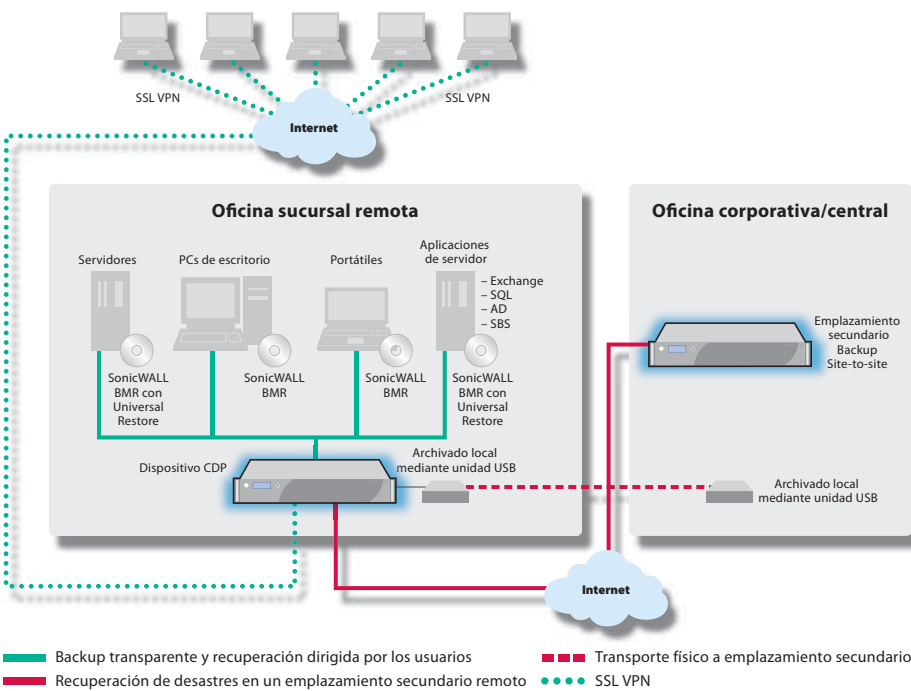 SSL VPN
SSL VPN
Internet
Oficina sucursal remota
Oficina corporativa/central
Servidores
PCs de escritorio
Portátiles
Aplicaciones
de servidor
– Exchange
– SQL
– AD
– SBS
SonicWALL
BMR con
Universal
Restore
SonicWALL
BMR
SonicWALL
BMR
SonicWALL
BMR con
Universal
Restore
Emplazamiento
secundario
Backup
Site-to-site
Dispositivo CDP
Archivado local
mediante unidad USB
Archivado local
mediante unidad USB
Internet
Backup transparente y recuperación dirigida por los usuarios
Transporte físico a emplazamiento secundario
Recuperación de desastres en un emplazamiento secundario remoto
SSL VPN